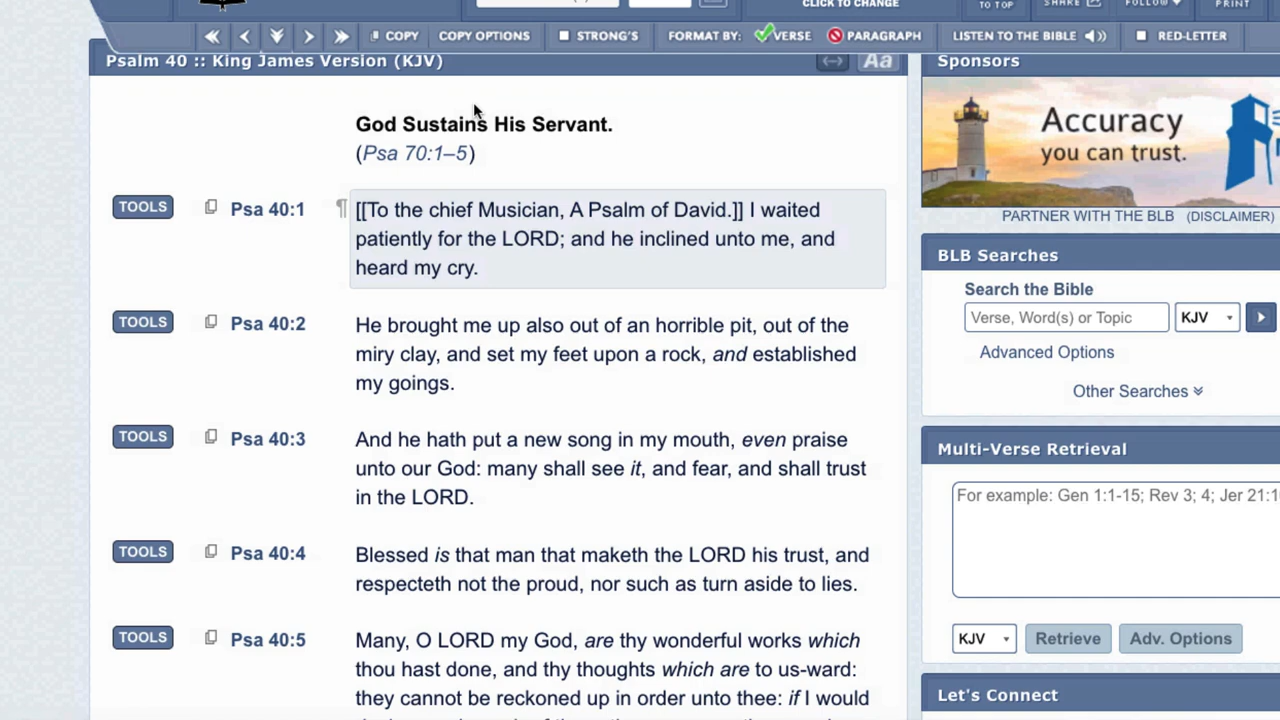 CLICK TO CHANGE
TO TOP
SHARE
FOLLOW
PRINT
COPY
COPY OPTIONS
STRONG'S
FORMAT BY:
VERSE
PARAGRAPH
LISTEN TO THE BIBLE
RED-LETTER
Psalm 40 :: King James Version (KJV)
Aa
God Sustains His Servant.
(Psa 70:1–5)
TOOLS
Psa 40:1
¶ [[To the chief Musician, A Psalm of David.]] I waited
patiently for the LORD; and he inclined unto me, and
heard my cry.
TOOLS
Psa 40:2
He brought me up also out of an horrible pit, out of the
miry clay, and set my feet upon a rock, and established
my goings.
TOOLS
Psa 40:3
And he hath put a new song in my mouth, even praise
unto our God: many shall see it, and fear, and shall trust
in the LORD.
TOOLS
Psa 40:4
Blessed is that man that maketh the LORD his trust, and
respecteth not the proud, nor such as turn aside to lies.
TOOLS
Psa 40:5
Many, O LORD my God, are thy wonderful works which
thou hast done, and thy thoughts which are to us-ward:
they cannot be reckoned up in order unto thee: if I would
Sponsors
Accuracy
you can trust.
PARTNER WITH THE BLB (DISCLAIMER)
BLB Searches
Search the Bible
Verse, Word(s) or Topic
KJV
Advanced Options
Other Searches
Multi-Verse Retrieval
For example: Gen 1:1-15; Rev 3; 4; Jer
KJV
Retrieve
Adv. Options
Let's Connect